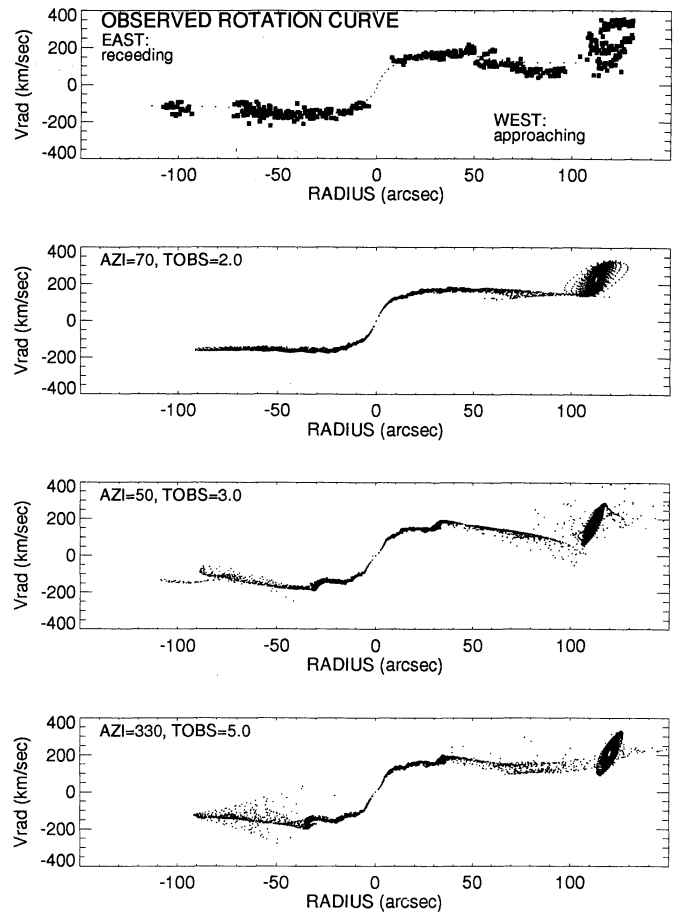 OBSERVED ROTATION CURVE
EAST:
receeding
WEST:
approaching
400
200
0
-200
-400
Vrad (km/sec)
-100 -50 0 50 100
RADIUS (arcsec)
AZI=70, TOBS=2.0
400
200
0
-200
-400
Vrad (km/sec)
-100 -50 0 50 100
RADIUS (arcsec)
AZI=50, TOBS=3.0
400
200
0
-200
-400
Vrad (km/sec)
-100 -50 0 50 100
RADIUS (arcsec)
AZI=330, TOBS=5.0
400
200
0
-200
-400
Vrad (km/sec)
-100 -50 0 50 100
RADIUS (arcsec)